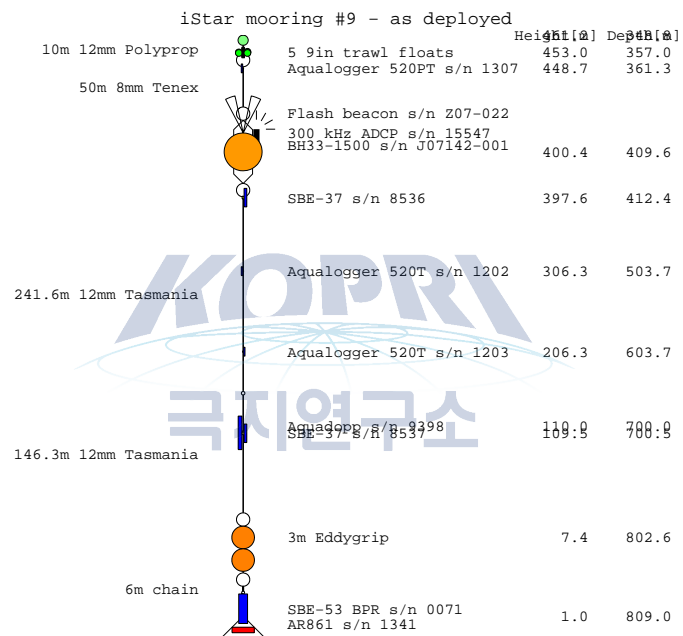 iStar mooring #9 - as deployed
Height[m] Depth[m]
461.2 348.8
10m 12mm Polyprop
5 9in trawl floats 453.0 357.0
Aqualogger 520PT s/n 1307 448.7 361.3
50m 8mm Tenex
Flash beacon s/n Z07-022
300 kHz ADCP s/n 15547
BH33-1500 s/n J07142-001 400.4 409.6
SBE-37 s/n 8536 397.6 412.4
KOPRI
Aqualogger 520T s/n 1202 306.3 503.7
241.6m 12mm Tasmania
Aqualogger 520T s/n 1203 206.3 603.7
극지연구소
Aquadopp s/n 9398 110.0 700.0
SBE-37 s/n 8537 109.5 700.5
146.3m 12mm Tasmania
3m Eddygrip 7.4 802.6
6m chain
SBE-53 BPR s/n 0071 1.0 809.0
AR861 s/n 1341